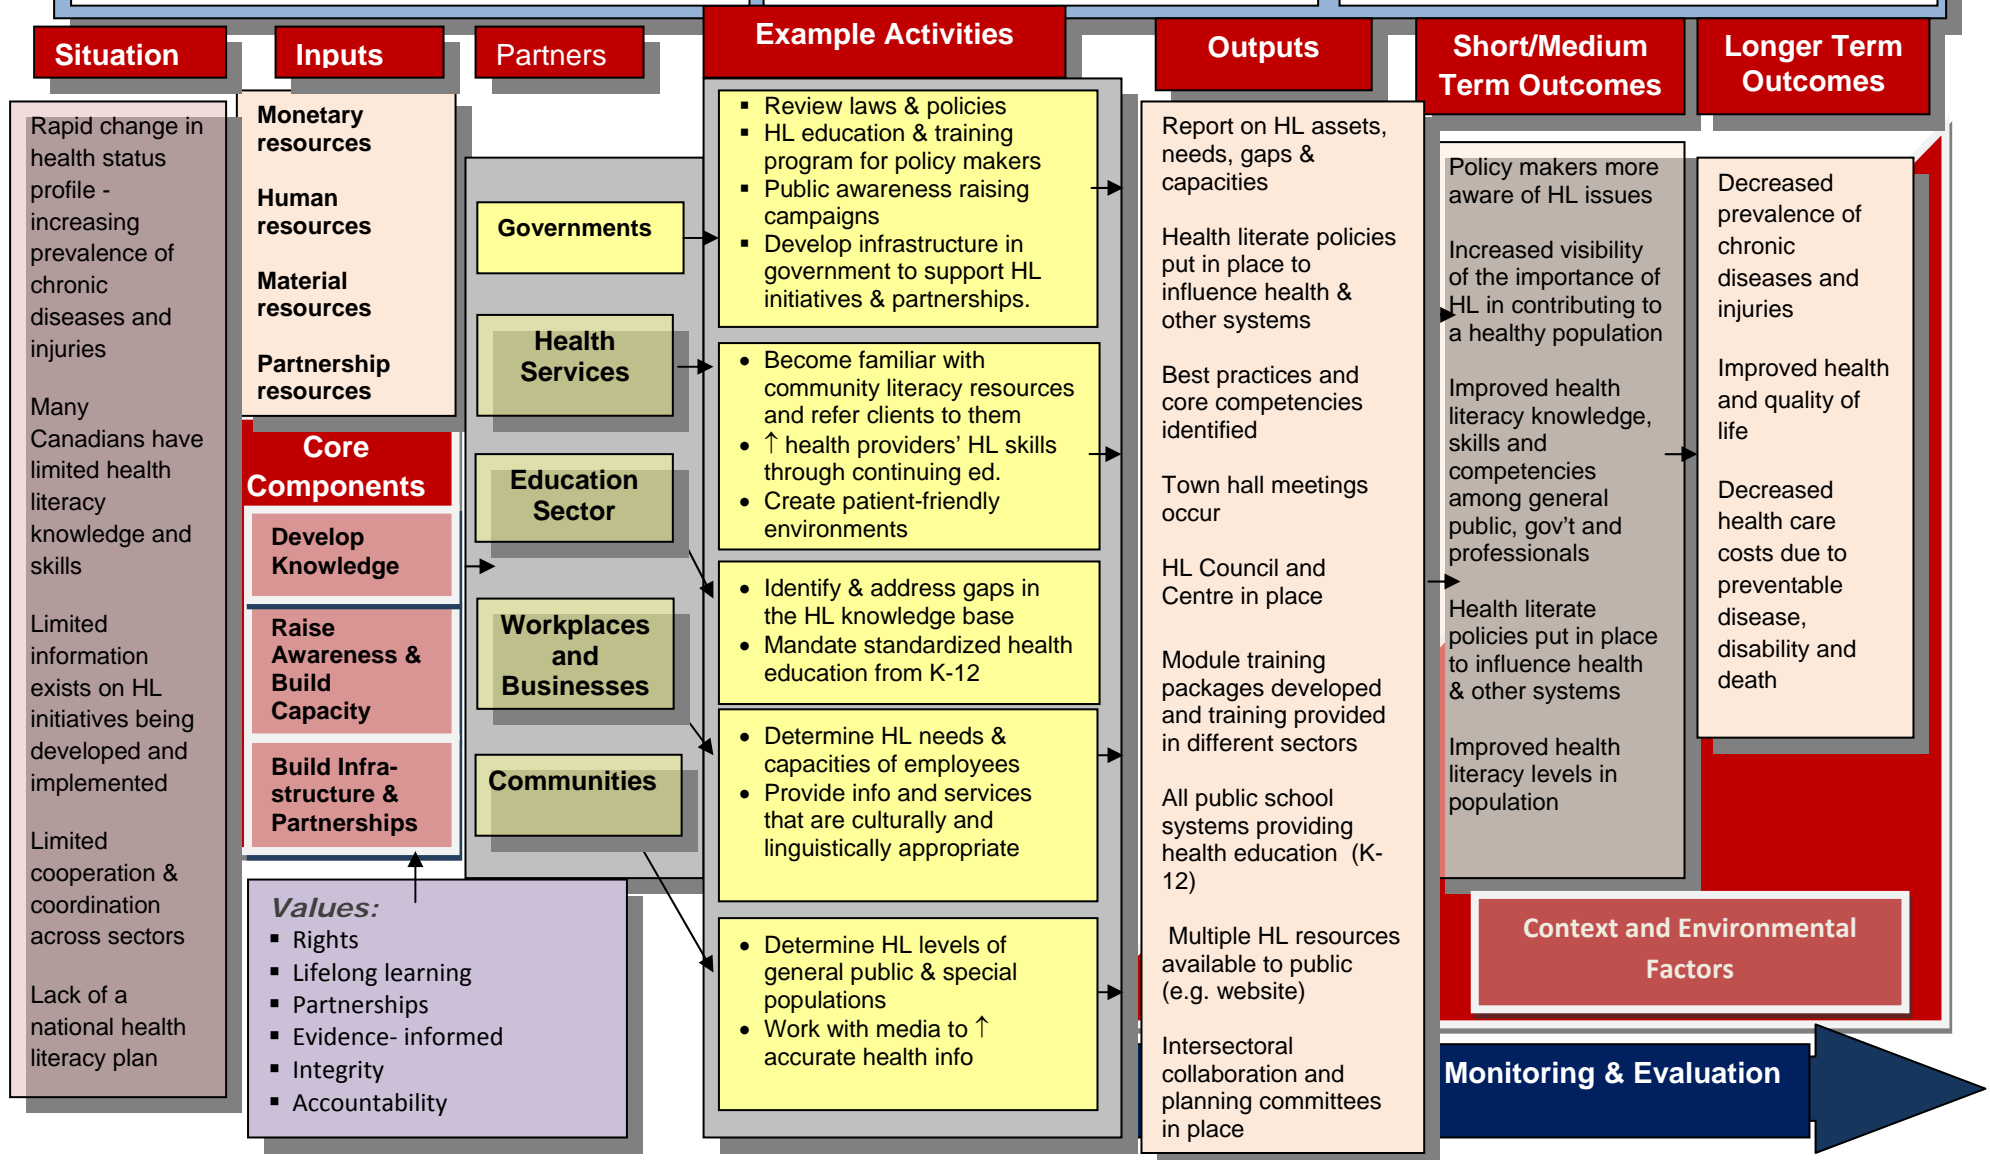 Situation
Inputs
Partners
Example Activities
Outputs
Short/Medium
Term Outcomes
Longer Term
Outcomes
Rapid change in
health status
profile -
increasing
prevalence of
chronic
diseases and
injuries
Many
Canadians have
limited health
literacy
knowledge and
skills
Limited
information
exists on HL
initiatives being
developed and
implemented
Limited
cooperation &
coordination
across sectors
Lack of a
national health
literacy plan
Monetary
resources
Human
resources
Material
resources
Partnership
resources
Core
Components
Develop
Knowledge
Raise
Awareness &
Build
Capacity
Build Infra-
structure &
Partnerships
Values:
▪ Rights
▪ Lifelong learning
▪ Partnerships
▪ Evidence- informed
▪ Integrity
▪ Accountability
Governments
Health
Services
Education
Sector
Workplaces
and
Businesses
Communities
▪ Review laws & policies
▪ HL education & training
program for policy makers
▪ Public awareness raising
campaigns
▪ Develop infrastructure in
government to support HL
initiatives & partnerships.
• Become familiar with
community literacy resources
and refer clients to them
• ↑ health providers' HL skills
through continuing ed.
• Create patient-friendly
environments
• Identify & address gaps in
the HL knowledge base
• Mandate standardized health
education from K-12
• Determine HL needs &
capacities of employees
• Provide info and services
that are culturally and
linguistically appropriate
• Determine HL levels of
general public & special
populations
• Work with media to ↑
accurate health info
Report on HL assets,
needs, gaps &
capacities
Health literate policies
put in place to
influence health &
other systems
Best practices and
core competencies
identified
Town hall meetings
occur
HL Council and
Centre in place
Module training
packages developed
and training provided
in different sectors
All public school
systems providing
health education (K-
12)
Multiple HL resources
available to public
(e.g. website)
Intersectoral
collaboration and
planning committees
in place
Policy makers more
aware of HL issues
Increased visibility
of the importance of
HL in contributing to
a healthy population
Improved health
literacy knowledge,
skills and
competencies
among general
public, gov't and
professionals
Health literate
policies put in place
to influence health
& other systems
Improved health
literacy levels in
population
Decreased
prevalence of
chronic
diseases and
injuries
Improved health
and quality of
life
Decreased
health care
costs due to
preventable
disease,
disability and
death
Context and Environmental
Factors
Monitoring & Evaluation